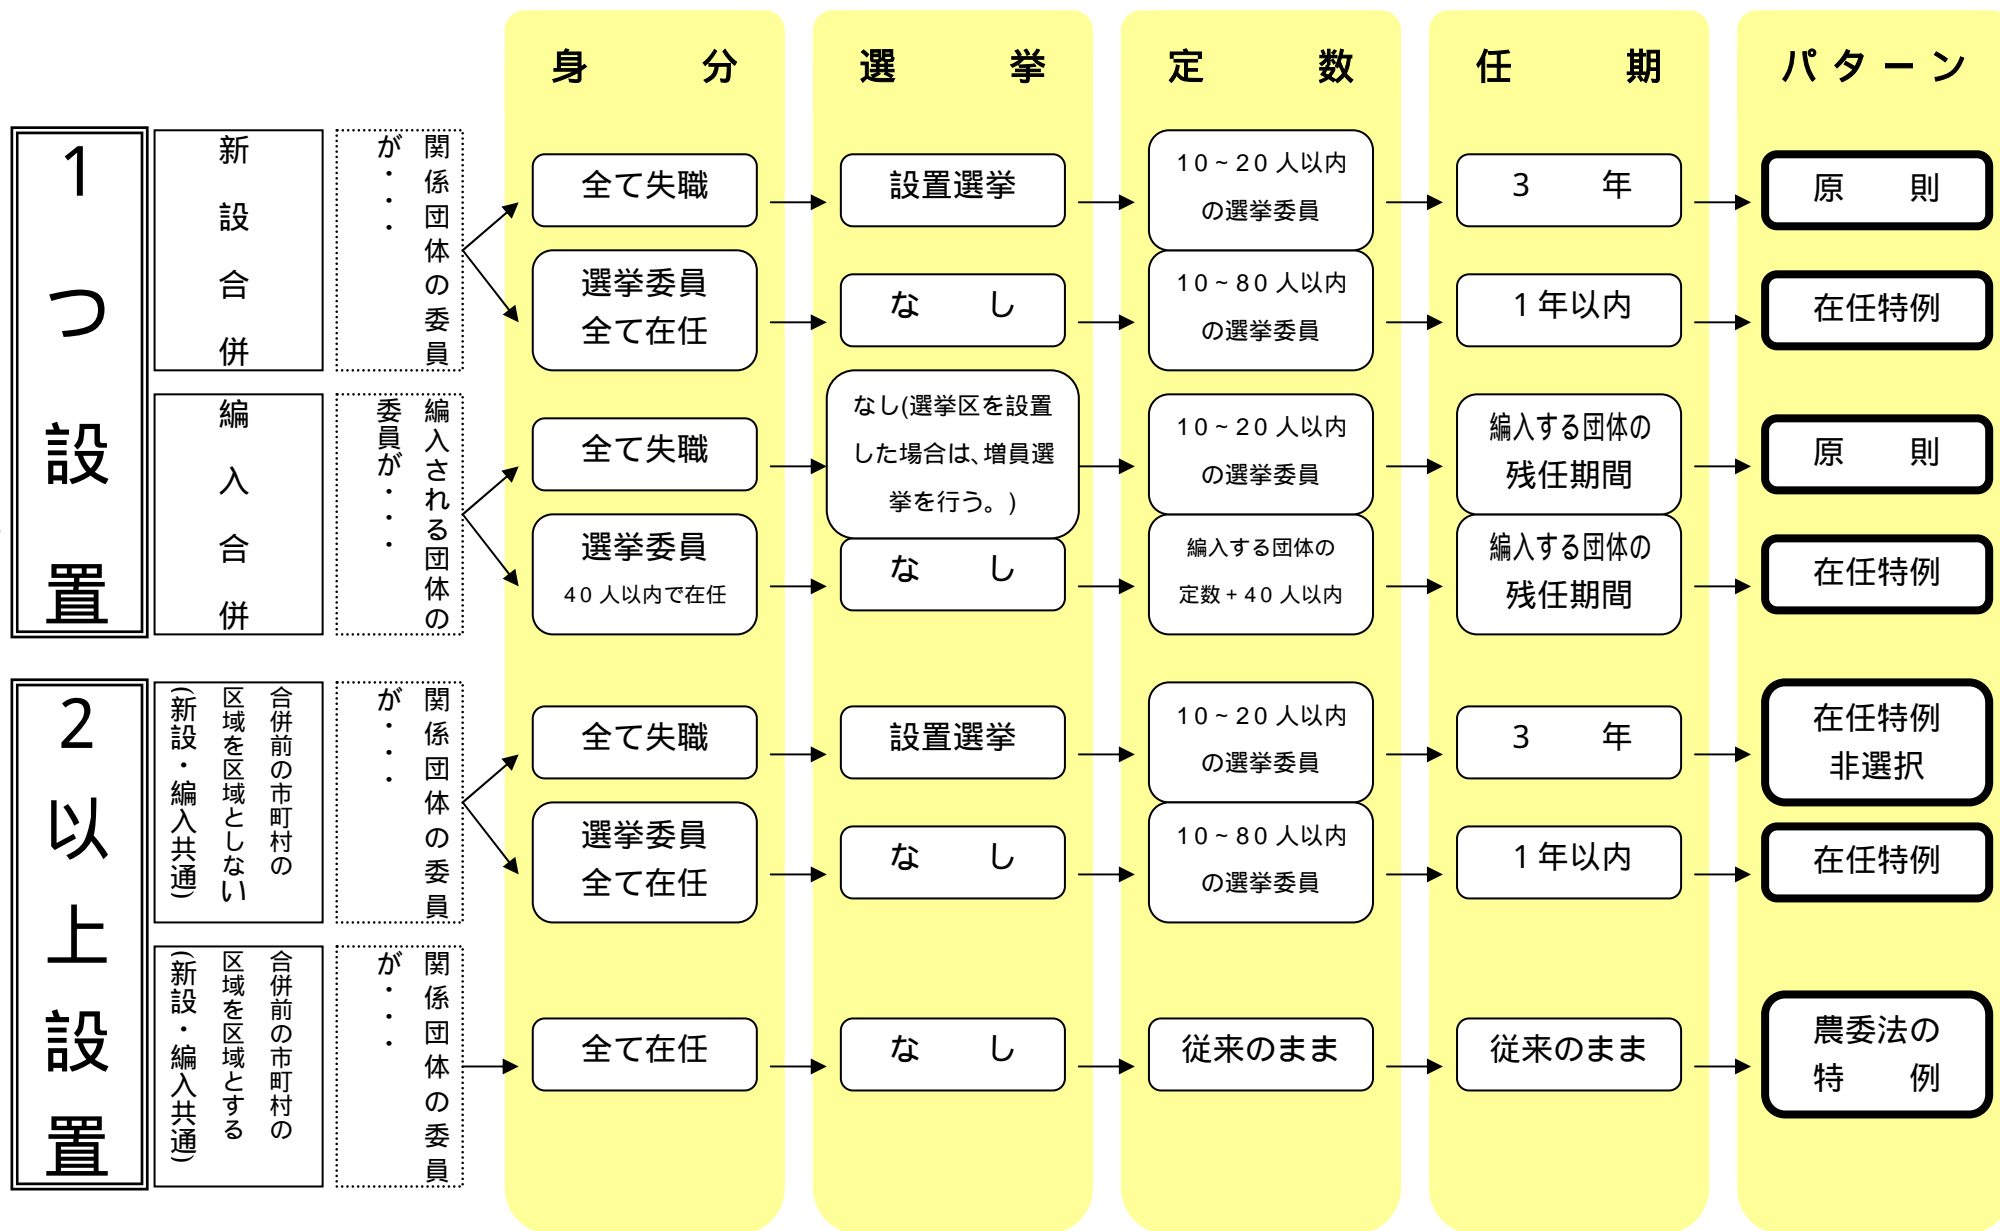 身分
選挙
定数
任期
パターン
1つ設置
新設合併
関係団体の委員
が・・・
全て失職
設置選挙
10~20人以内
の選挙委員
3年
原則
選挙委員
全て在任
なし
10~80人以内
の選挙委員
1年以内
在任特例
編入合併
編入される団体の
委員が・・・
全て失職
なし(選挙区を設置
した場合は、増員選
挙を行う。)
10~20人以内
の選挙委員
編入する団体の
残任期間
原則
選挙委員
40人以内で在任
なし
編入する団体の
定数+40人以内
編入する団体の
残任期間
在任特例
2以上設置
合併前の市町村の
区域を区域としない
(新設・編入共通)
関係団体の委員
が・・・
全て失職
設置選挙
10~20人以内
の選挙委員
3年
在任特例
非選択
選挙委員
全て在任
なし
10~80人以内
の選挙委員
1年以内
在任特例
合併前の市町村の
区域を区域とする
(新設・編入共通)
関係団体の委員
が・・・
全て在任
なし
従来のまま
従来のまま
農委法の
特例